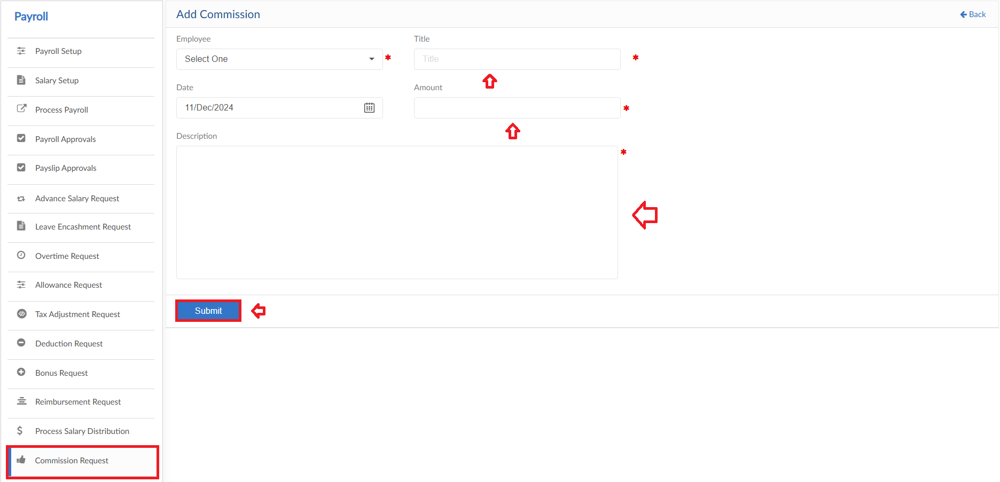 Payroll
Payroll Setup
Salary Setup
Process Payroll
Payroll Approvals
Payslip Approvals
Advance Salary Request
Leave Encashment Request
Overtime Request
Allowance Request
Tax Adjustment Request
Deduction Request
Bonus Request
Reimbursement Request
Process Salary Distribution
Commission Request
Add Commission
Back
Employee
Title
Select One
*
Title
*
Date
Amount
11/Dec/2024
*
Description
*
Submit